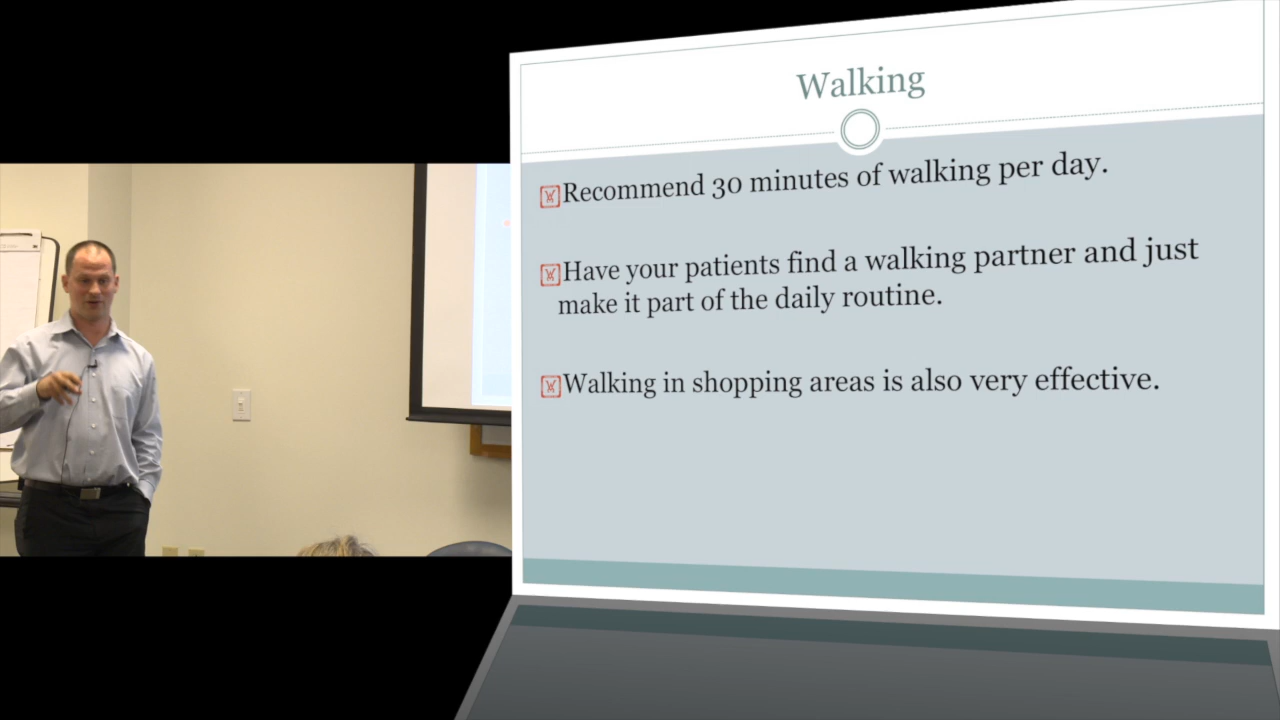 Walking
Recommend 30 minutes of walking per day.
Have your patients find a walking partner and just
make it part of the daily routine.
Walking in shopping areas is also very effective.